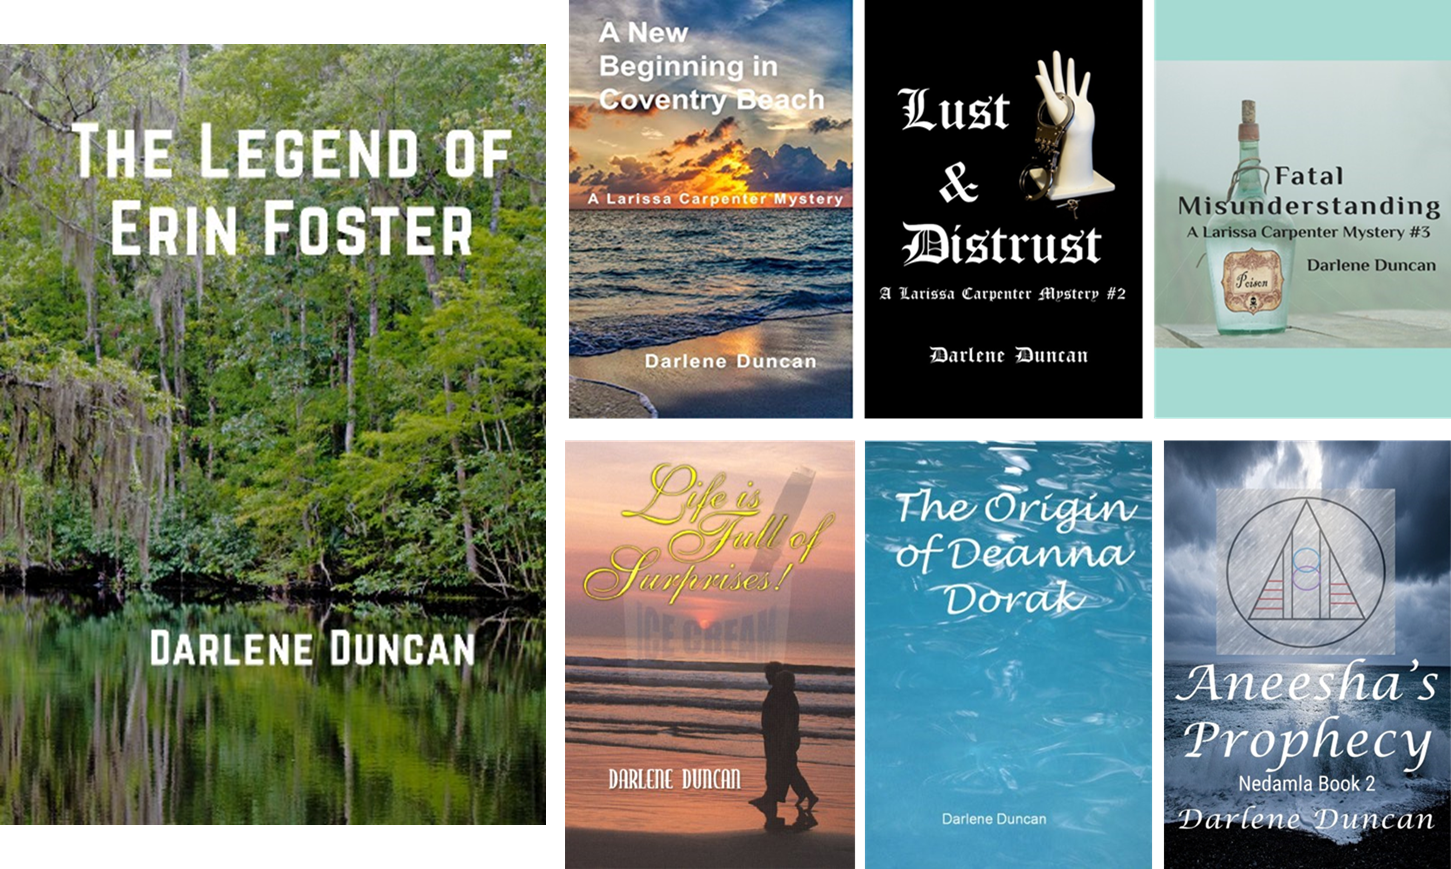 THE LEGEND OF
ERIN FOSTER
DARLENE DUNCAN
A New
Beginning in
Coventry Beach
A Larissa Carpenter Mystery
Darlene Duncan
Lust
&
Distrust
A Larissa Carpenter Mystery #2
Darlene Duncan
Fatal
Misunderstanding
A Larissa Carpenter Mystery #3
Darlene Duncan
Poison
Life is
Full of
Surprises!
ICE CREAM
DARLENE DUNCAN
The Origin
of Deanna
Dorak
Darlene Duncan
Aneesha's
Prophecy
Nedamla Book 2
Darlene Duncan